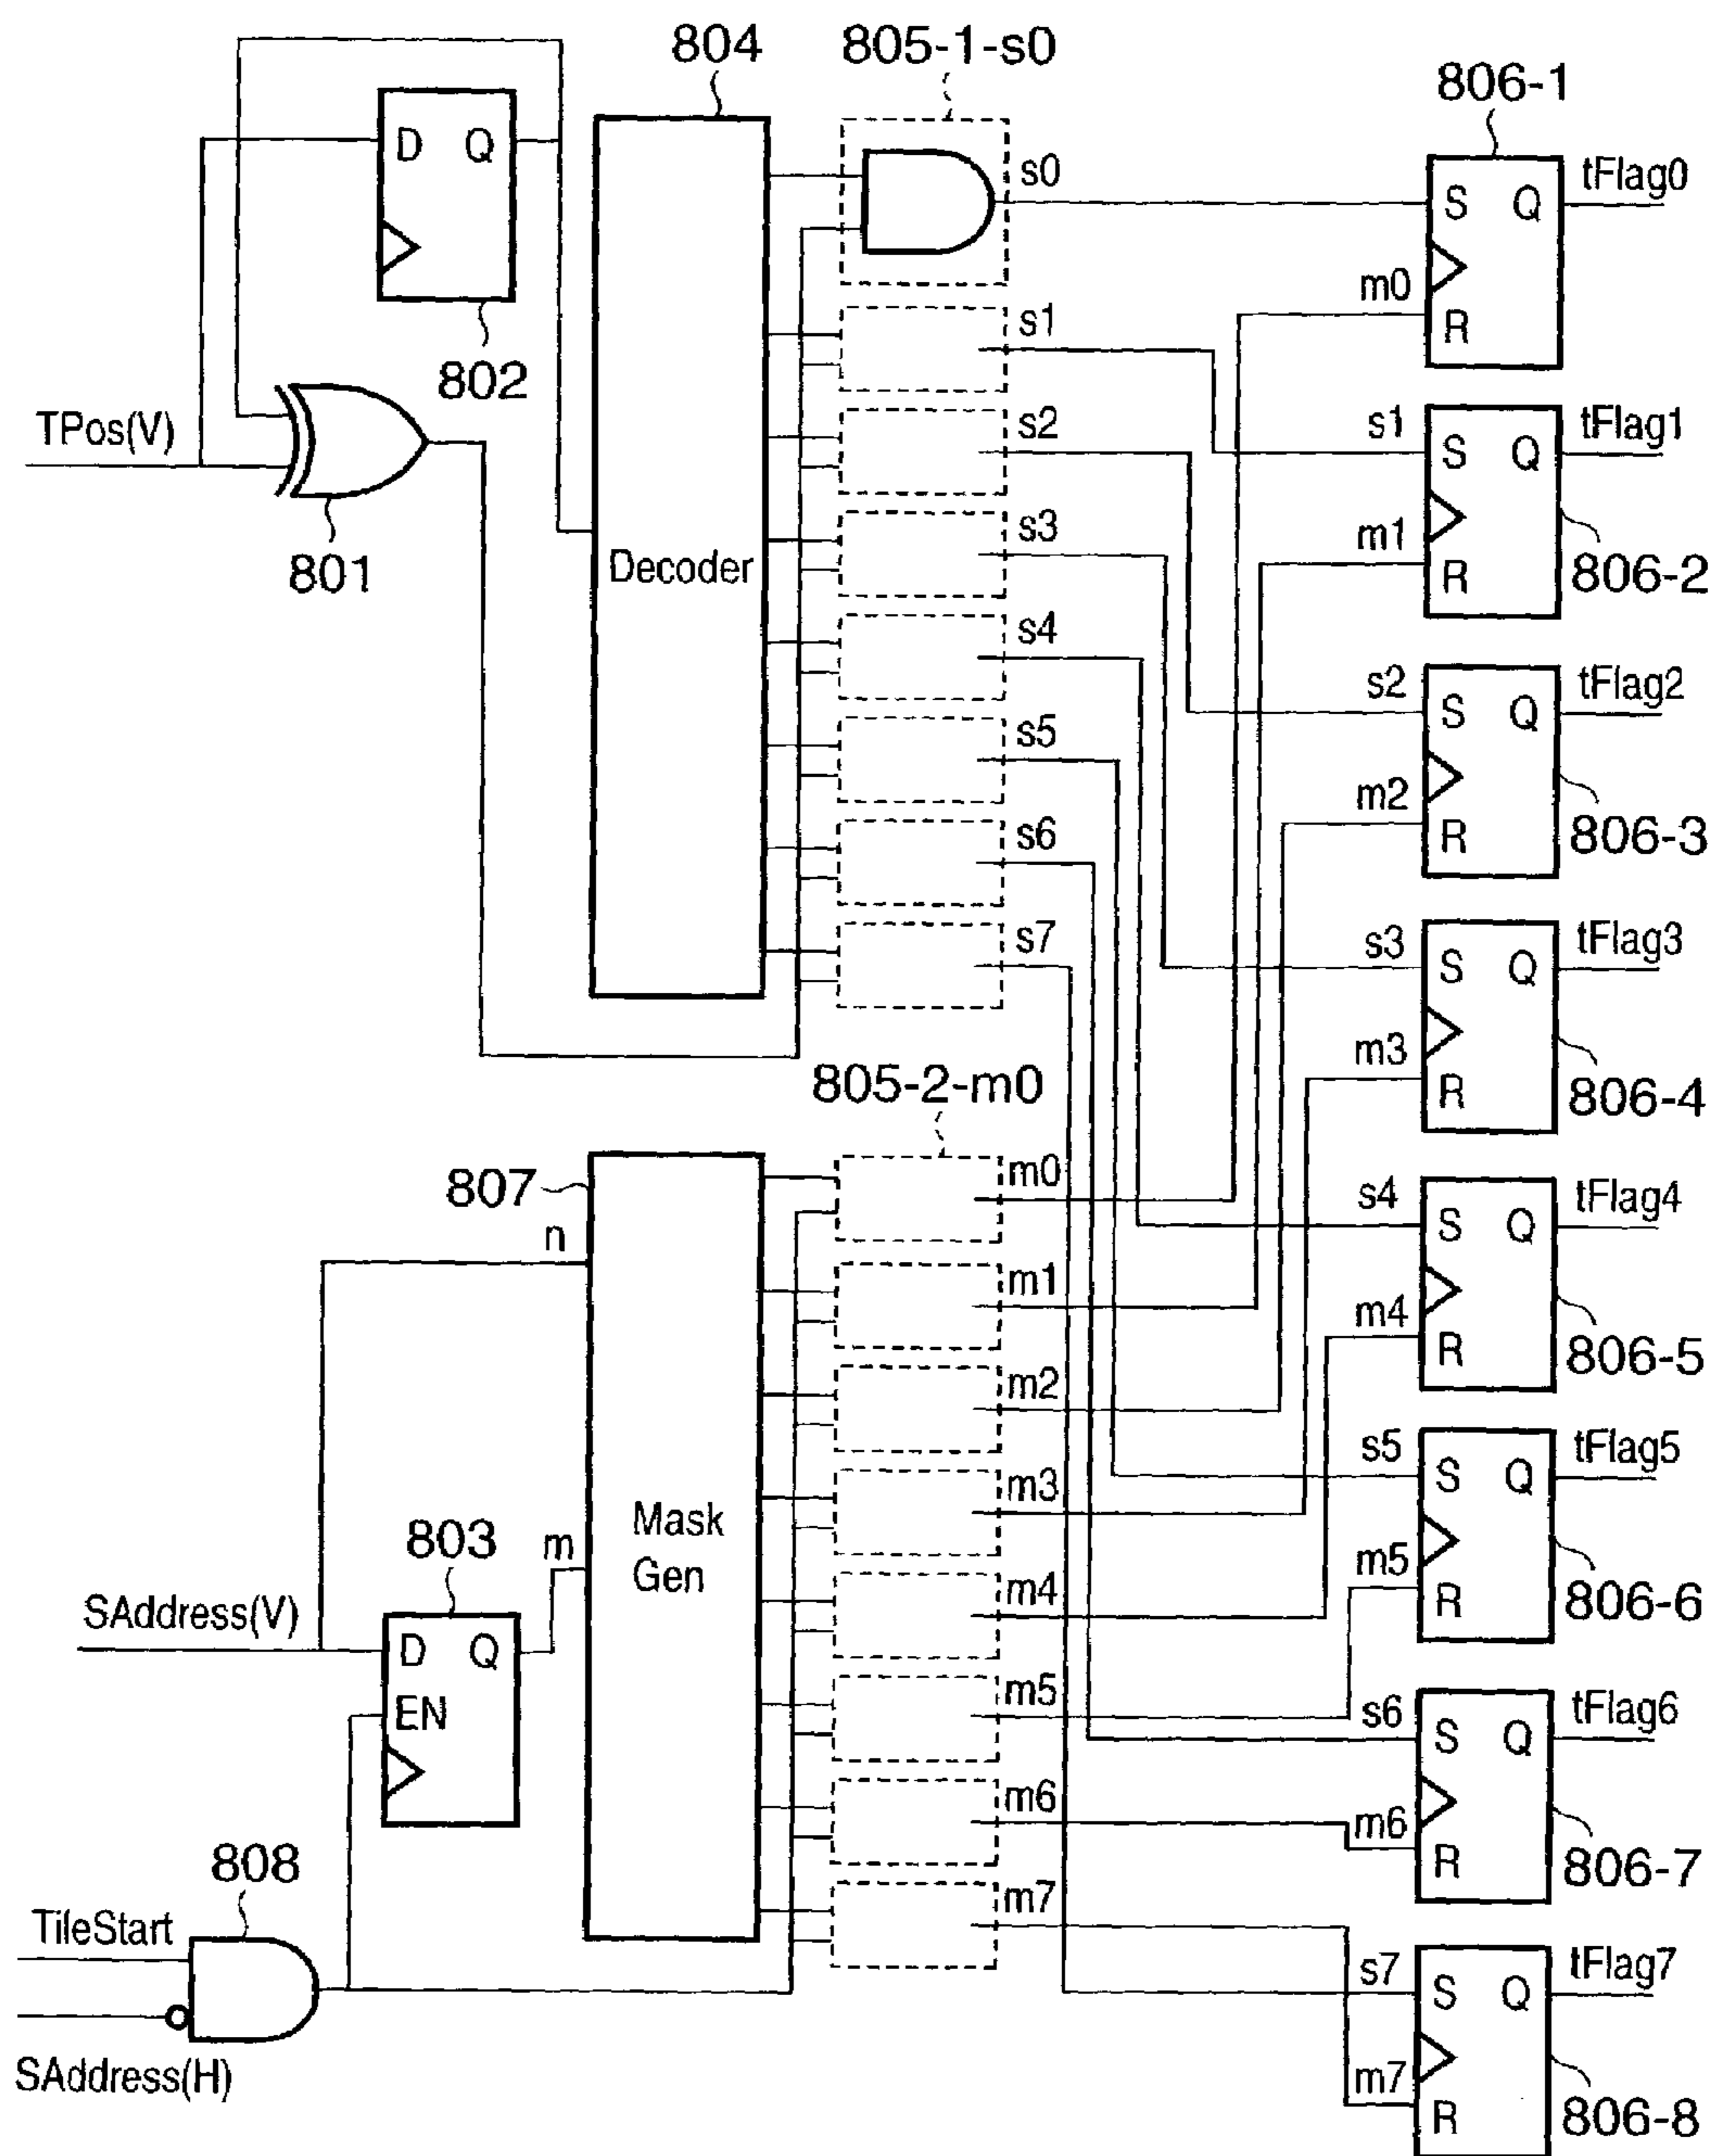 804
805-1-s0
806-1
D Q
s0
S Q
tFlag0
m0
R
802
s1
TPos(V)
801
s2
s1
S Q
tFlag1
m1
R
806-2
s3
Decoder
s4
s2
S Q
tFlag2
m2
R
806-3
s5
s6
s7
s3
S Q
tFlag3
m3
R
806-4
805-2-m0
807
n
m0
s4
S Q
tFlag4
m4
R
806-5
m1
m2
m3
s5
S Q
tFlag5
m5
R
806-6
Mask
Gen
803
m
SAddress(V)
D Q
EN
m4
m5
s6
S Q
tFlag6
m6
R
806-7
m6
m7
808
TileStart
SAddress(H)
s7
S Q
tFlag7
m7
R
806-8